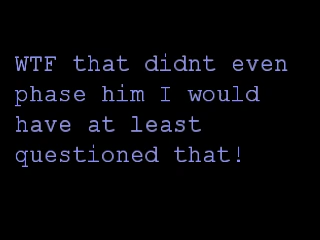 WTF that didnt even
phase him I would
have at least
questioned that!